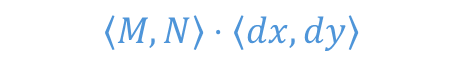 ⟨M, N⟩ · ⟨dx, dy⟩